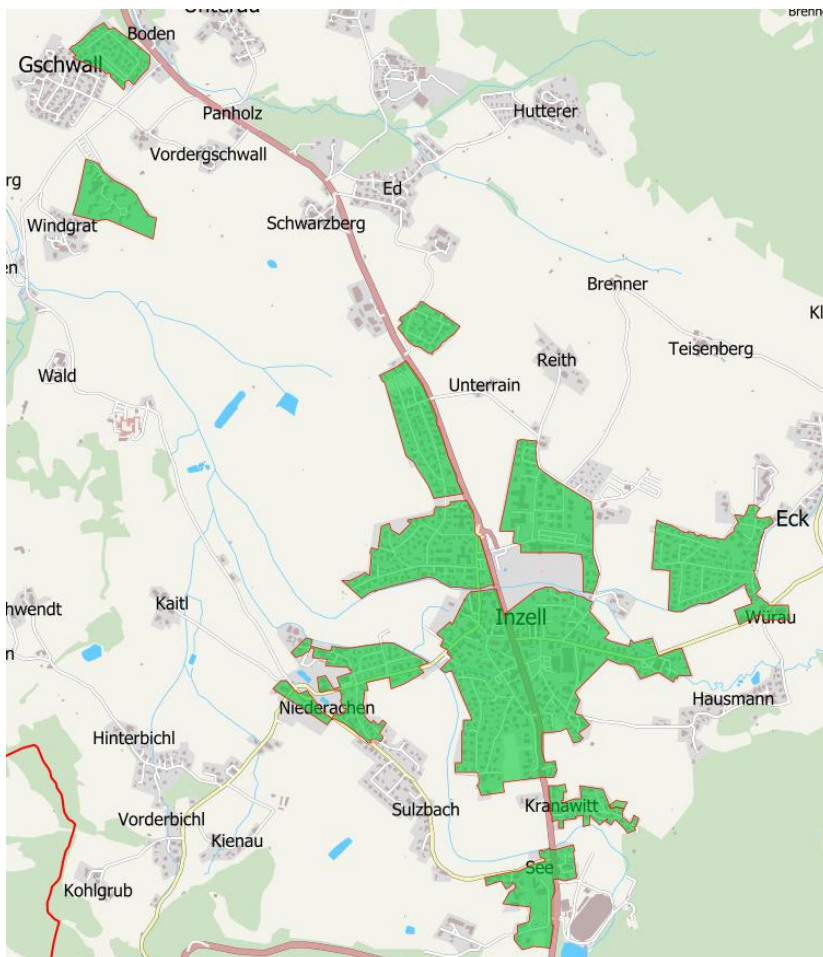 Boden
Gschwall
Panholz
Hutterer
Vordergschwall
Ed
Windgrat
Schwarzberg
Brenner
Teisenberg
Wald
Reith
Unterrain
Eck
Kaitl
Inzell
Würau
Niederachen
Hausmann
Hinterbichl
Sulzbach
Kranawitt
Vorderbichl
Kienau
See
Kohlgrub